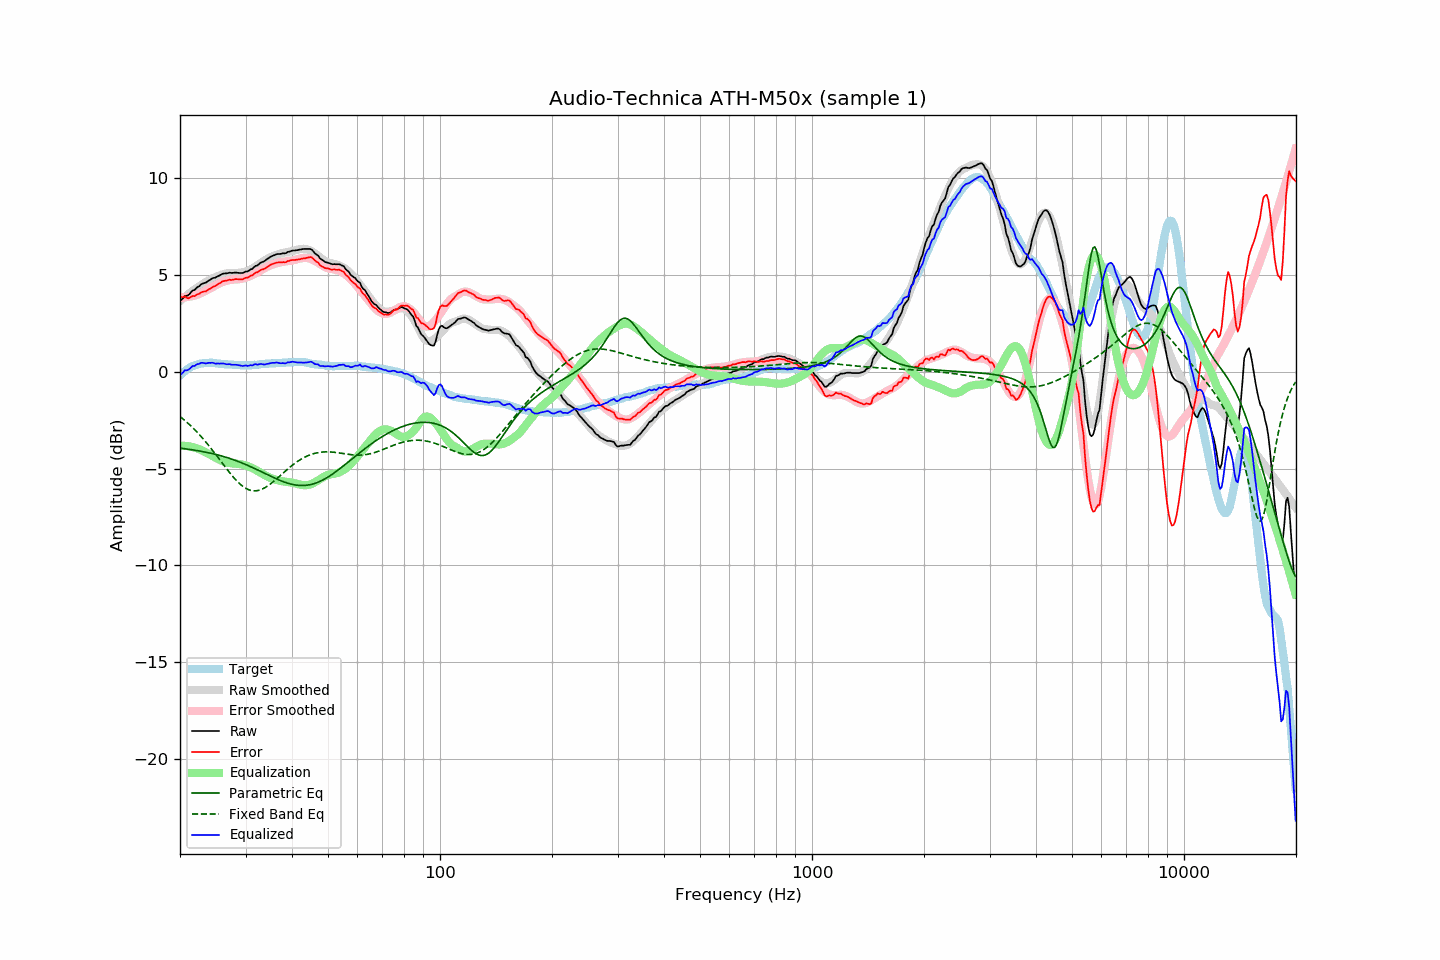 Audio-Technica ATH-M50x (sample 1)
10
5
0
−5
−10
−15
−20
Amplitude (dBr)
Target
Raw Smoothed
Error Smoothed
Raw
Error
Equalization
Parametric Eq
Fixed Band Eq
Equalized
100
1000
10000
Frequency (Hz)